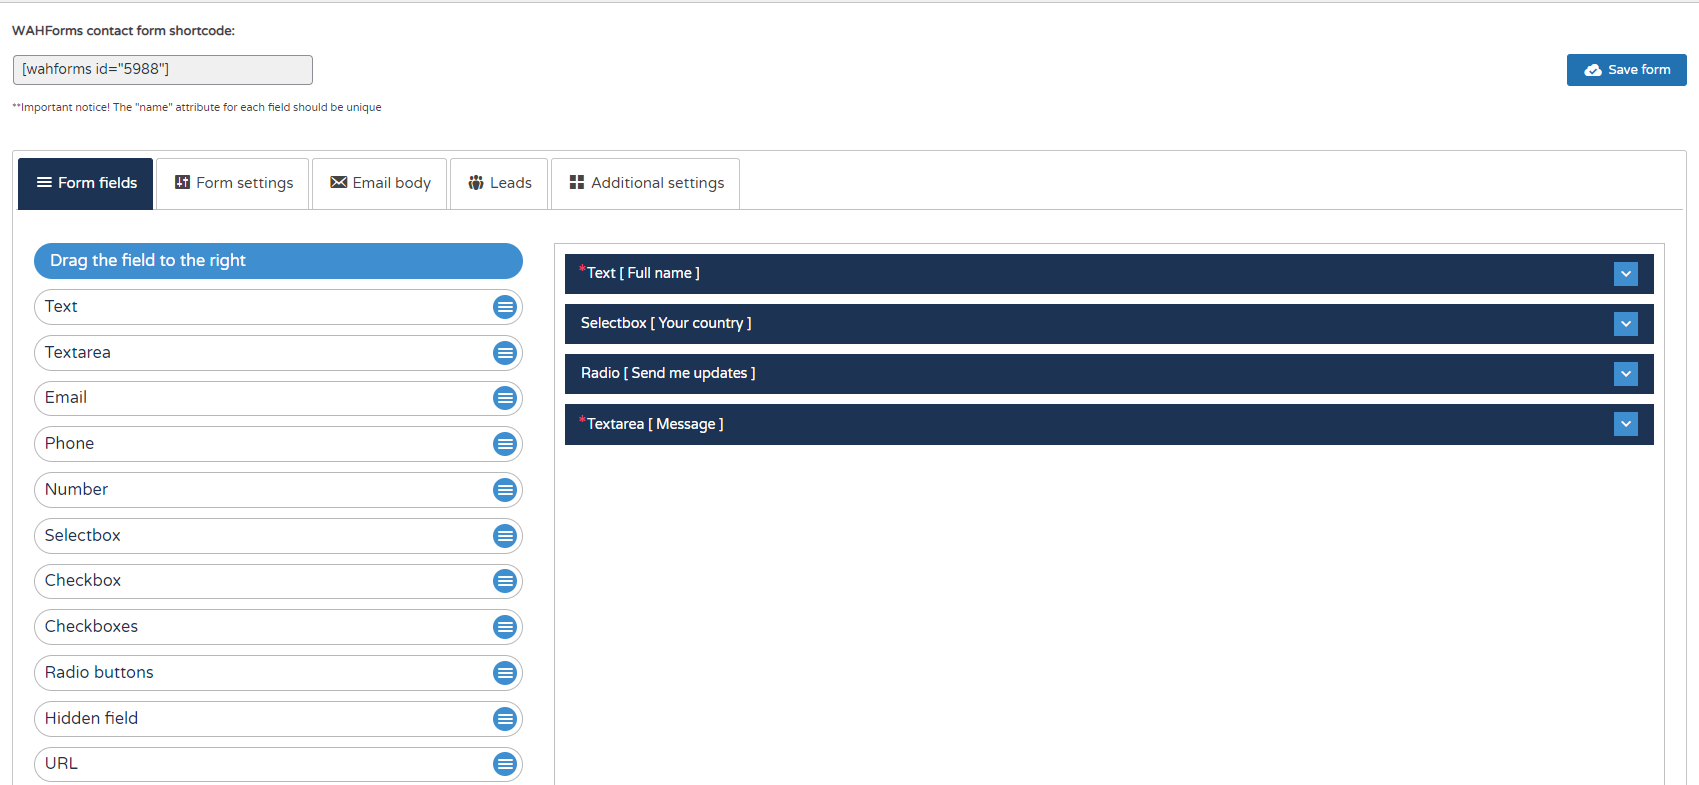 WAHForms contact form shortcode:
[wahforms id="5988"]
Save form
**Important notice! The "name" attribute for each field should be unique
Form fields
Form settings
Email body
Leads
Additional settings
Drag the field to the right
Text
Textarea
Email
Phone
Number
Selectbox
Checkbox
Checkboxes
Radio buttons
Hidden field
URL
*Text [ Full name ]
Selectbox [ Your country ]
Radio [ Send me updates ]
*Textarea [ Message ]